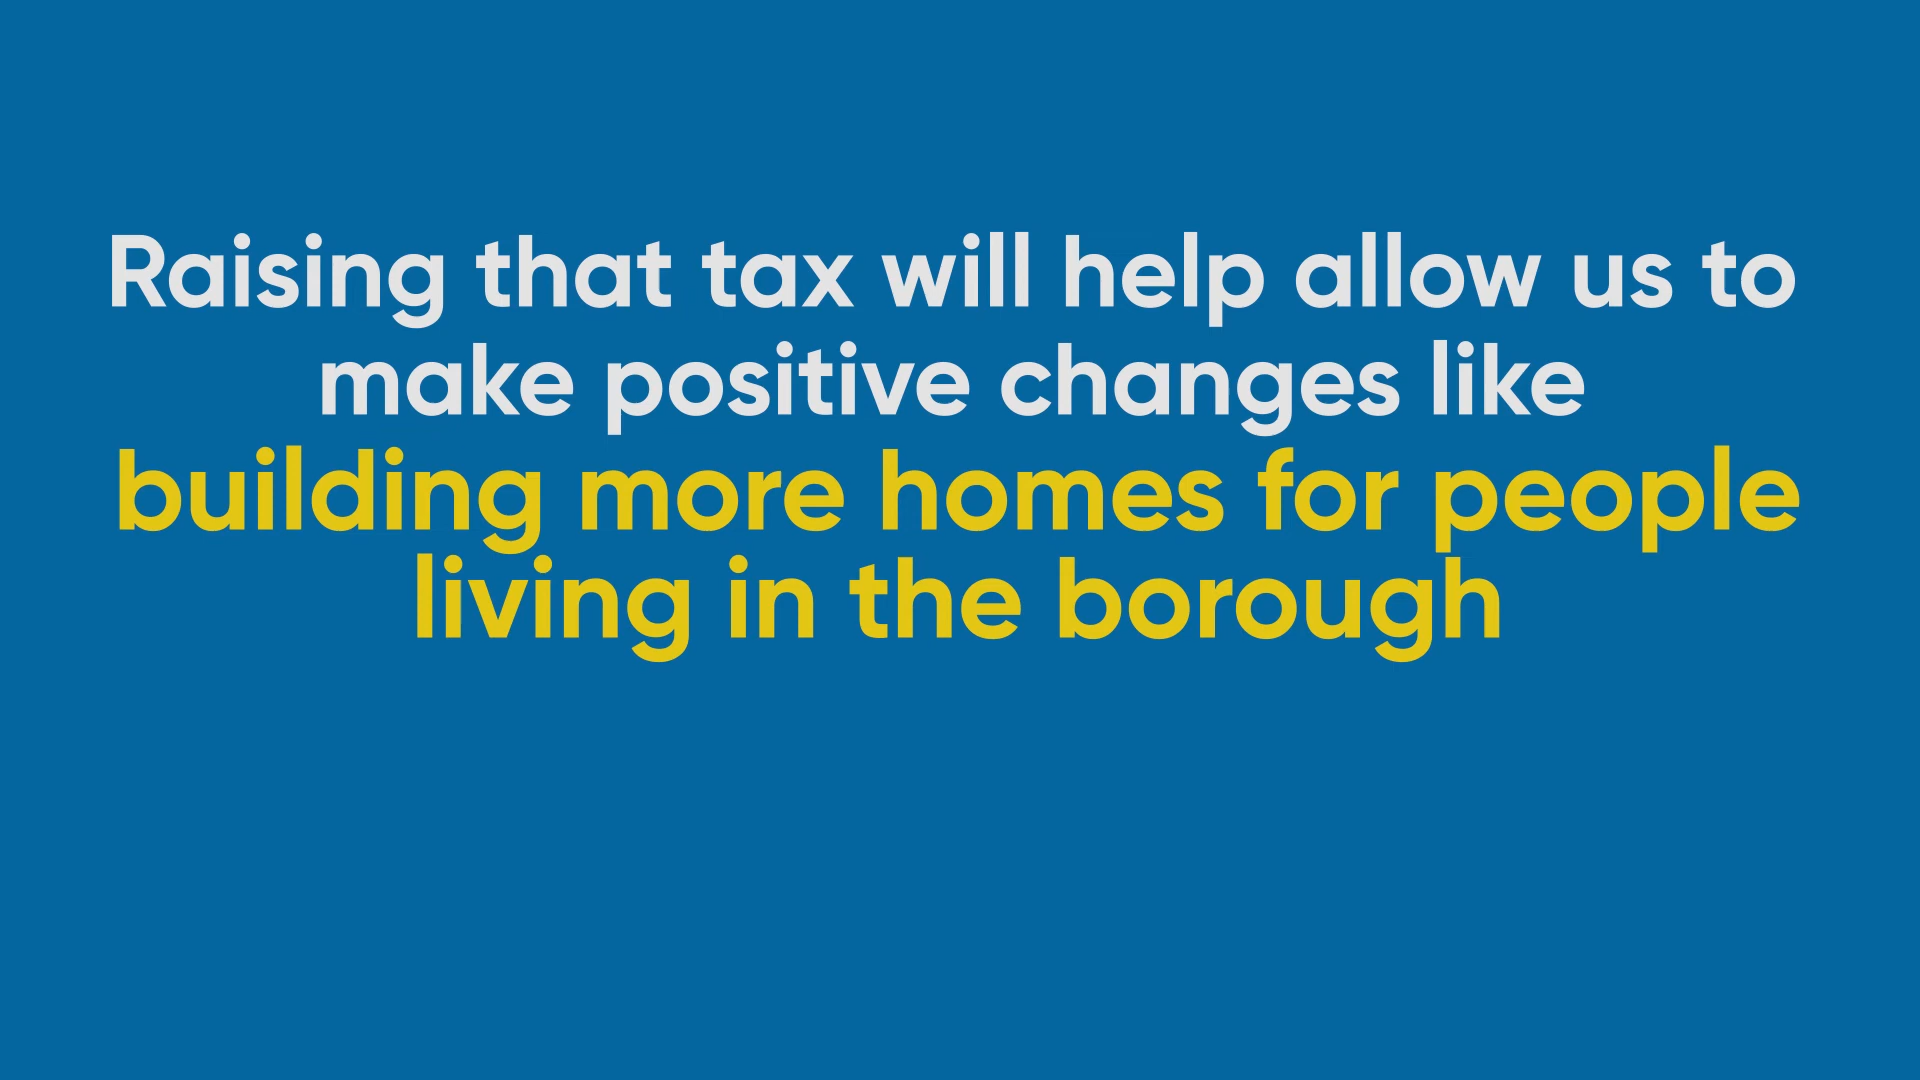 Raising that tax will help allow us to
make positive changes like
building more homes for people
living in the borough